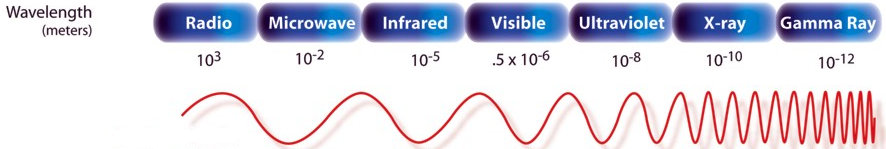 Wavelength
(meters)
Radio Microwave Infrared Visible Ultraviolet X-ray Gamma Ray
10³ 10⁻² 10⁻⁵ .5 x 10⁻⁶ 10⁻⁸ 10⁻¹⁰ 10⁻¹²